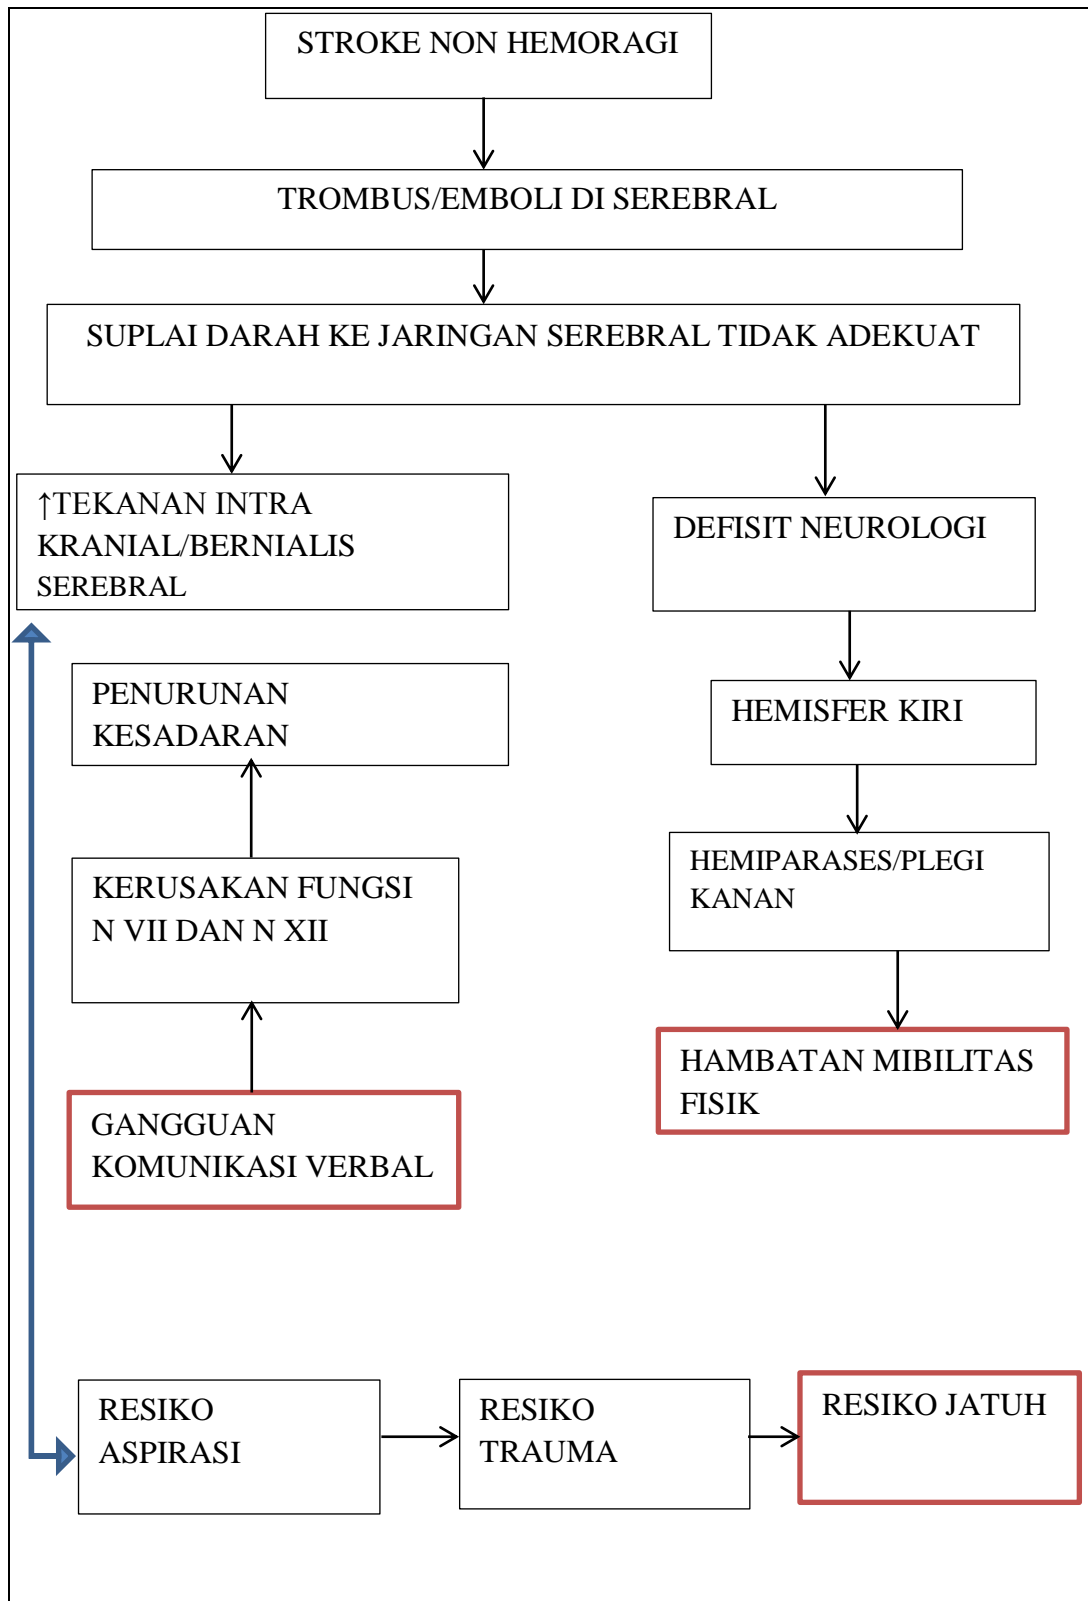 STROKE NON HEMORAGI
TROMBUS/EMBOLI DI SEREBRAL
SUPLAI DARAH KE JARINGAN SEREBRAL TIDAK ADEKUAT
↑TEKANAN INTRA
KRANIAL/BERNIALIS
SEREBRAL
DEFISIT NEUROLOGI
PENURUNAN
KESADARAN
HEMISFER KIRI
KERUSAKAN FUNGSI
N VII DAN N XII
HEMIPARASES/PLEGI
KANAN
GANGGUAN
KOMUNIKASI VERBAL
HAMBATAN MIBILITAS
FISIK
RESIKO
ASPIRASI
RESIKO
TRAUMA
RESIKO JATUH